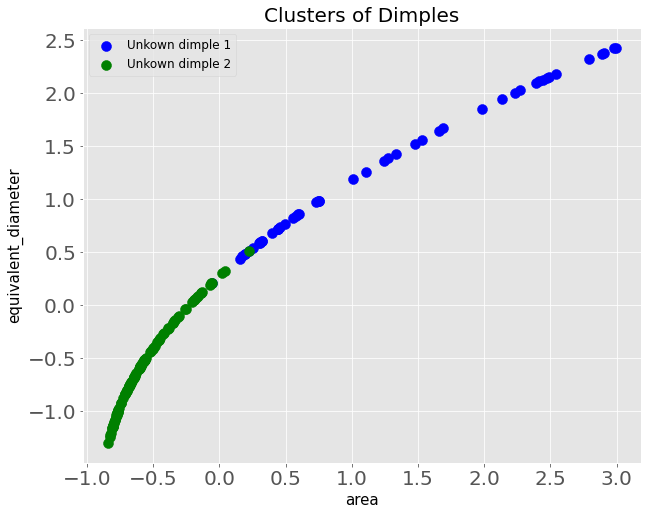 Clusters of Dimples
Unkown dimple 1
Unkown dimple 2
2.5
2.0
1.5
1.0
0.5
0.0
−0.5
−1.0
equivalent_diameter
−1.0 −0.5 0.0 0.5 1.0 1.5 2.0 2.5 3.0
area